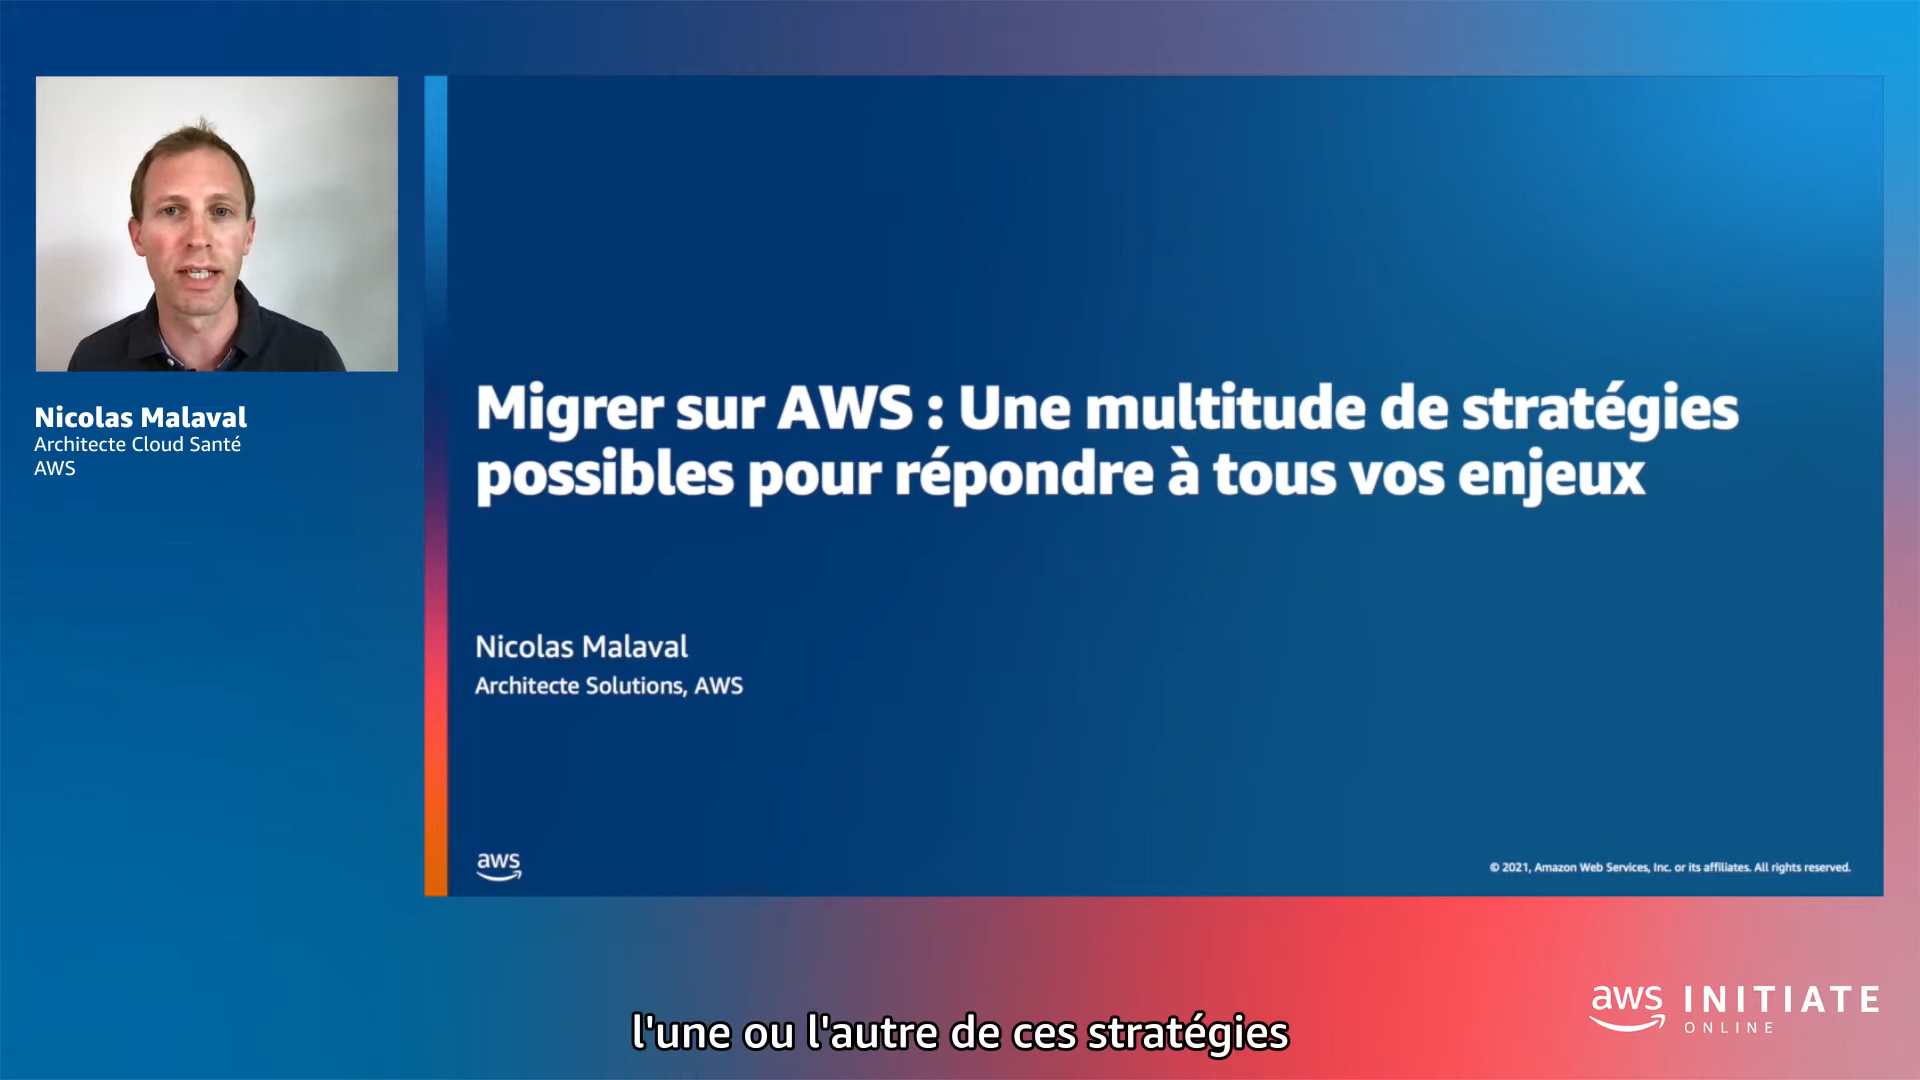 Nicolas Malaval
Architecte Cloud Santé
AWS
Migrer sur AWS : Une multitude de stratégies
possibles pour répondre à tous vos enjeux
Nicolas Malaval
Architecte Solutions, AWS
aws
© 2021, Amazon Web Services, Inc. or its affiliates. All rights reserved.
aws INITIATE
ONLINE
l'une ou l'autre de ces stratégies